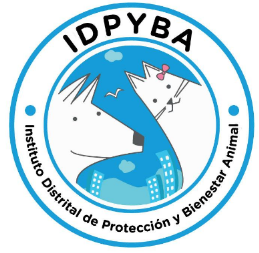 IDPYBA
Instituto Distrital de Protección y Bienestar Animal